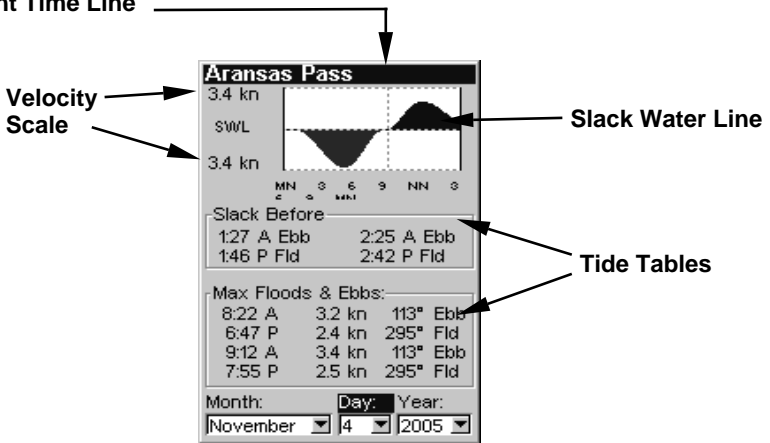 nt Time Line
Aransas Pass
Velocity
Scale
3.4 kn
SWL
3.4 kn
Slack Water Line
MN 3 6 9 NN 3
6 9 MN
Slack Before
1:27 A Ebb 2:25 A Ebb
1:46 P Fld 2:42 P Fld
Tide Tables
Max Floods & Ebbs:
8:22 A 3.2 kn 113° Ebb
6:47 P 2.4 kn 295° Fld
9:12 A 3.4 kn 113° Ebb
7:55 P 2.5 kn 295° Fld
Month: Day: Year:
November 4 2005